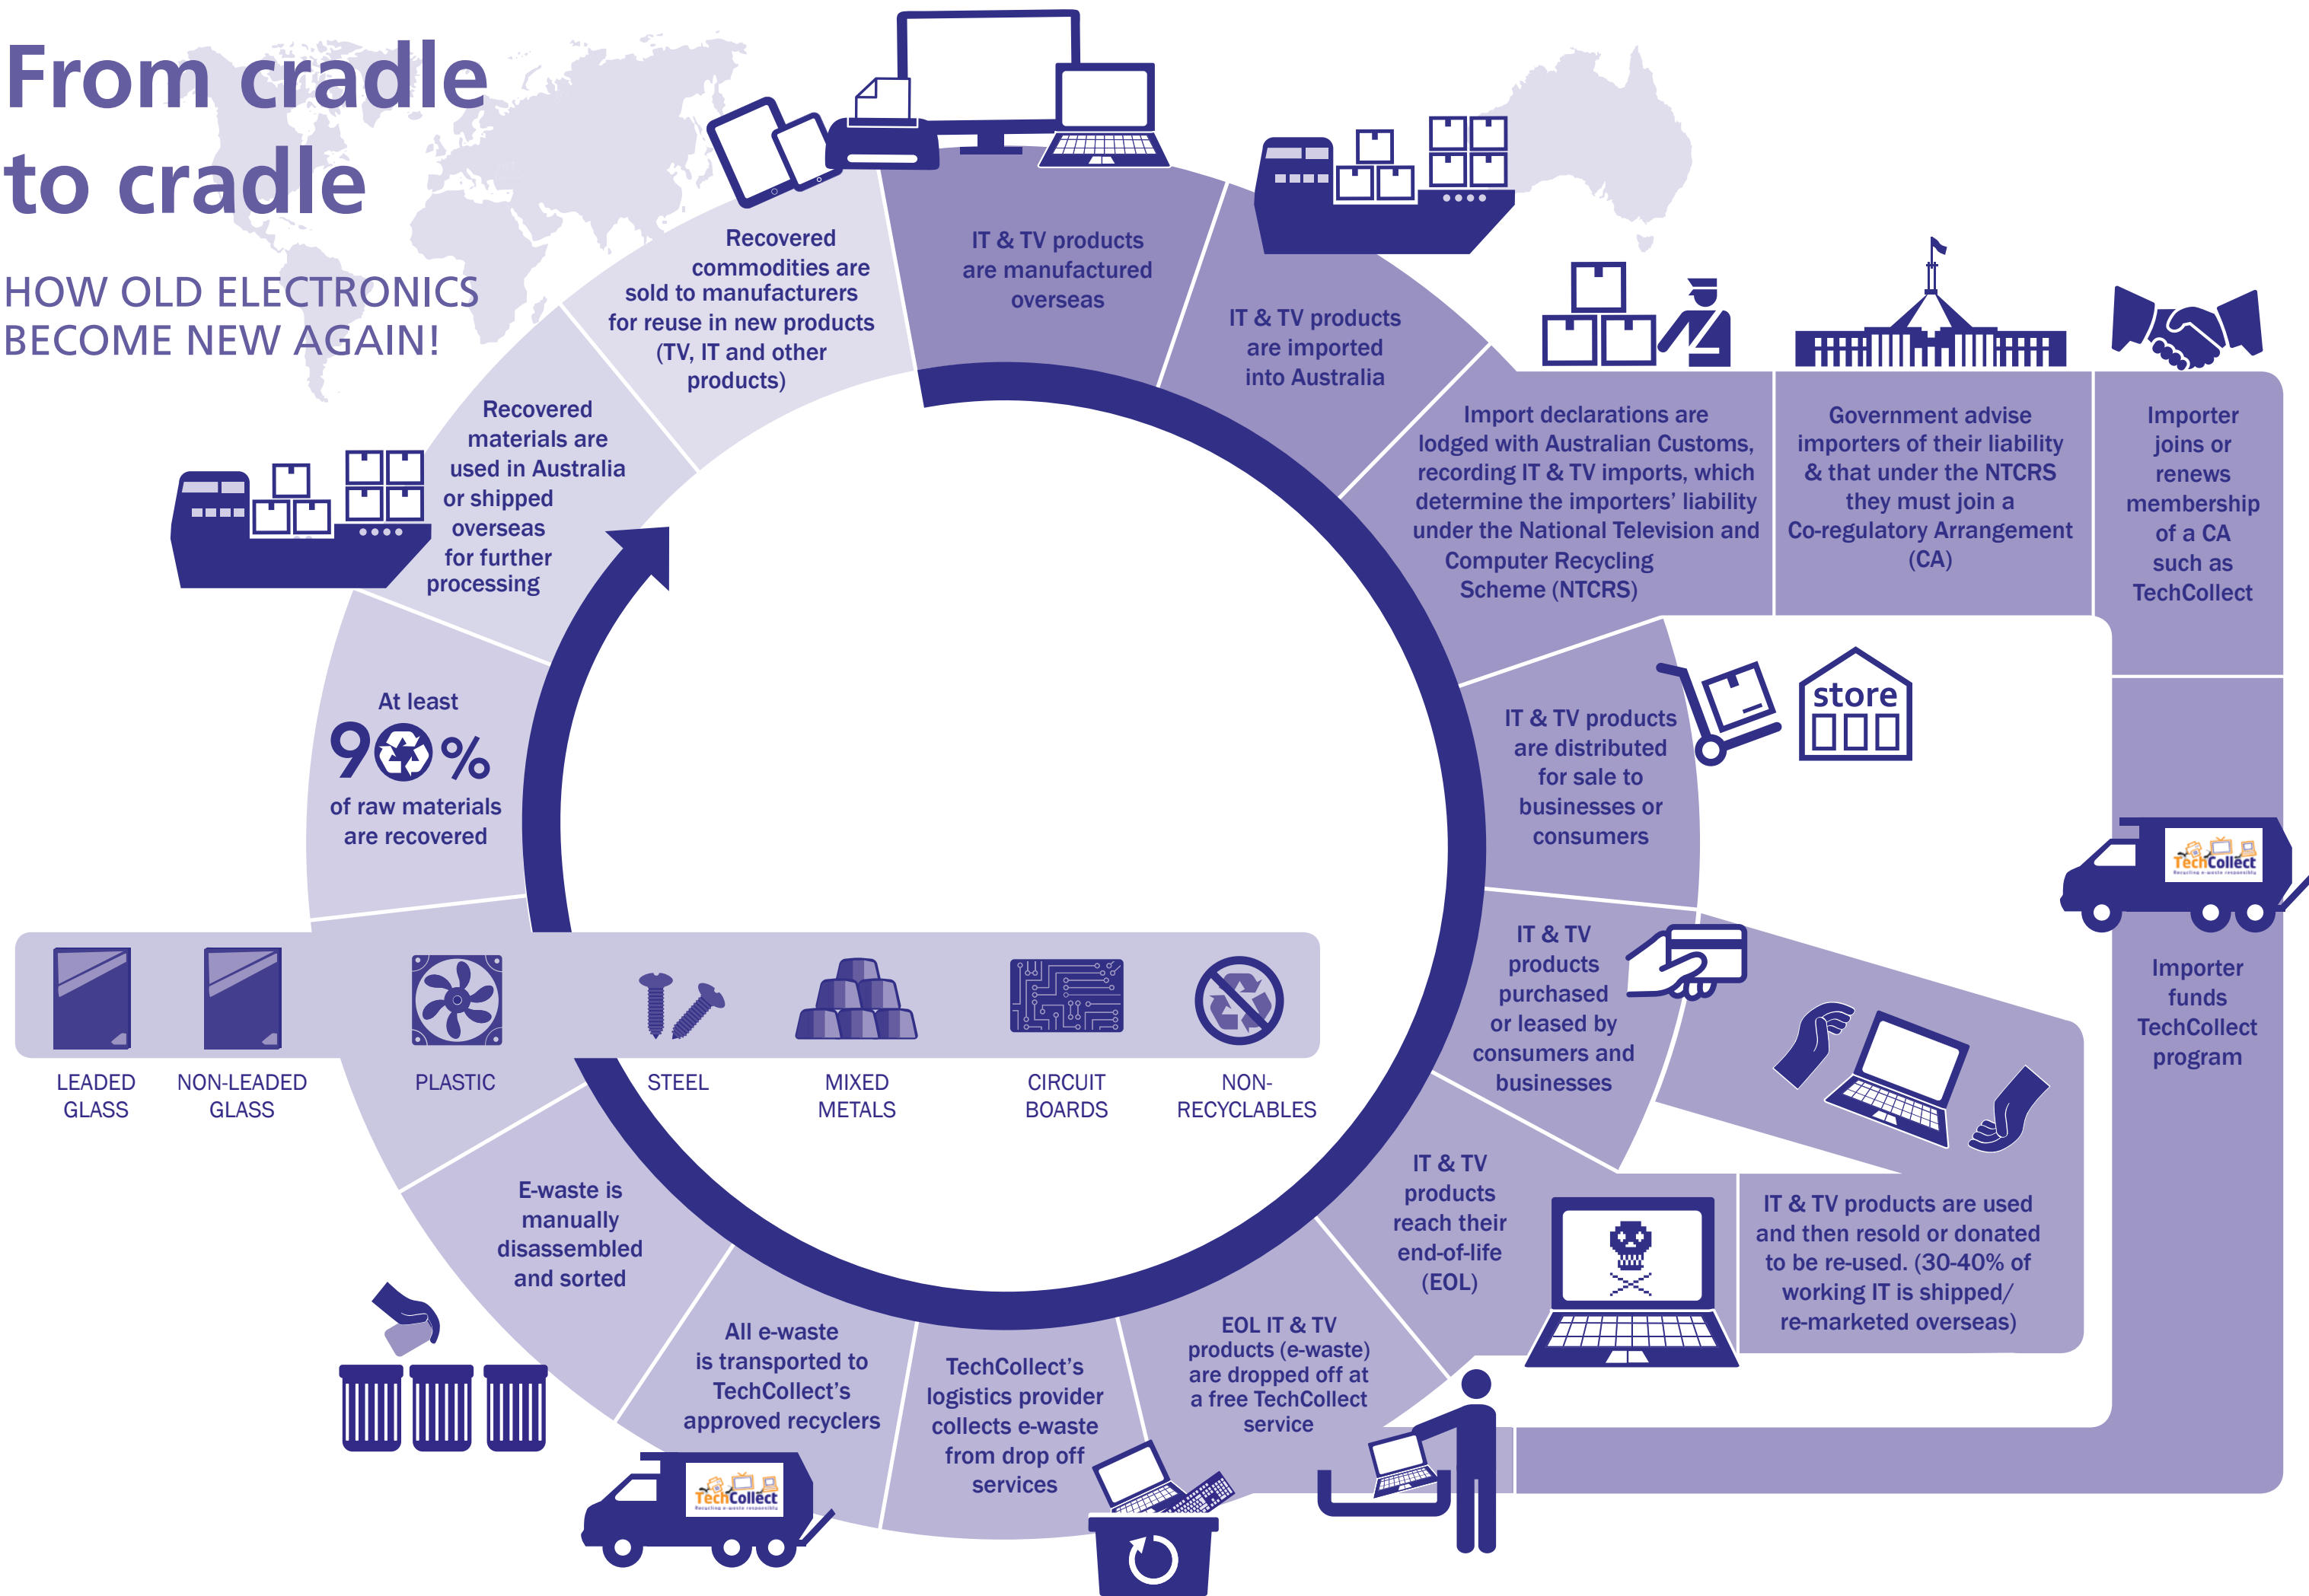 From cradle
to cradle
HOW OLD ELECTRONICS
BECOME NEW AGAIN!
IT & TV products
are manufactured
overseas
IT & TV products
are imported
into Australia
Import declarations are
lodged with Australian Customs,
recording IT & TV imports, which
determine the importers’ liability
under the National Television and
Computer Recycling
Scheme (NTCRS)
Government advise
importers of their liability
& that under the NTCRS
they must join a
Co-regulatory Arrangement
(CA)
Importer
joins or
renews
membership
of a CA
such as
TechCollect
TechCollect
Recycling e-waste responsibly
Importer
funds
TechCollect
program
store
IT & TV products
are distributed
for sale to
businesses or
consumers
IT & TV
products
purchased
or leased by
consumers and
businesses
IT & TV products are used
and then resold or donated
to be re-used. (30-40% of
working IT is shipped/
re-marketed overseas)
IT & TV
products
reach their
end-of-life
(EOL)
EOL IT & TV
products (e-waste)
are dropped off at
a free TechCollect
service
TechCollect’s
logistics provider
collects e-waste
from drop off
services
All e-waste
is transported to
TechCollect’s
approved recyclers
TechCollect
Recycling e-waste responsibly
E-waste is
manually
disassembled
and sorted
LEADED
GLASS
NON-LEADED
GLASS
PLASTIC
STEEL
MIXED
METALS
CIRCUIT
BOARDS
NON-
RECYCLABLES
At least
90%
of raw materials
are recovered
Recovered
materials are
used in Australia
or shipped
overseas
for further
processing
Recovered
commodities are
sold to manufacturers
for reuse in new products
(TV, IT and other
products)